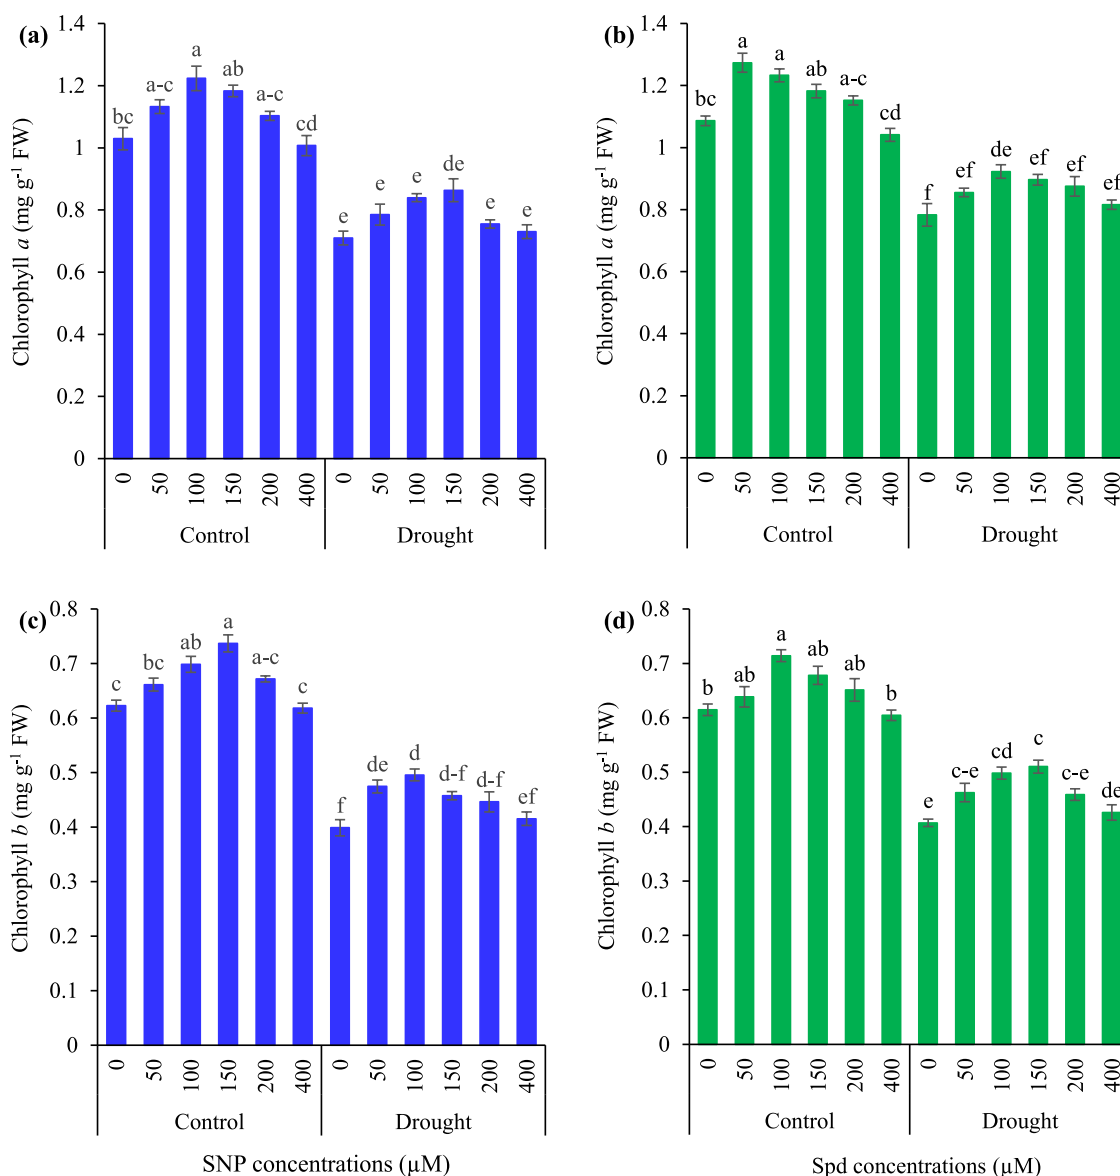 (a)
Chlorophyll a (mg g-1 FW)
1.4
1.2
1
0.8
0.6
0.4
0.2
0
bc
a-c
a
ab
a-c
cd
e
e
e
de
e
e
0 50 100 150 200 400 0 50 100 150 200 400
Control Drought
(b)
Chlorophyll a (mg g-1 FW)
1.4
1.2
1
0.8
0.6
0.4
0.2
0
bc
a
a
ab
a-c
cd
f
ef
de
ef
ef
ef
0 50 100 150 200 400 0 50 100 150 200 400
Control Drought
(c)
Chlorophyll b (mg g-1 FW)
0.8
0.7
0.6
0.5
0.4
0.3
0.2
0.1
0
c
bc
ab
a
a-c
c
f
de
d
d-f
d-f
ef
0 50 100 150 200 400 0 50 100 150 200 400
Control Drought
SNP concentrations (µM)
(d)
Chlorophyll b (mg g-1 FW)
0.8
0.7
0.6
0.5
0.4
0.3
0.2
0.1
0
b
ab
a
ab
ab
b
e
c-e
cd
c
c-e
de
0 50 100 150 200 400 0 50 100 150 200 400
Control Drought
Spd concentrations (µM)